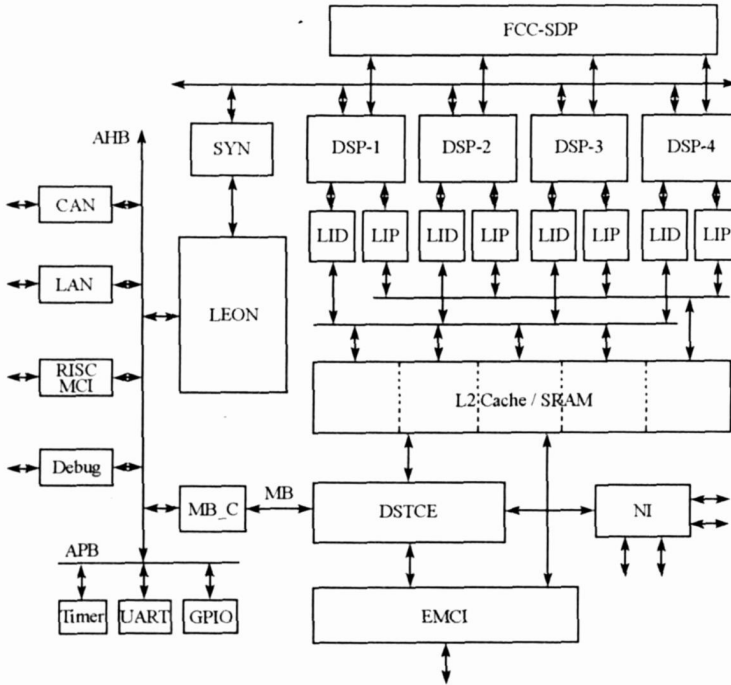 FCC-SDP
AHB
SYN
DSP-1
DSP-2
DSP-3
DSP-4
CAN
LID
LIP
LID
LIP
LID
LIP
LID
LIP
LAN
LEON
RISC
MCI
L2 Cache / SRAM
Debug
MB_C
MB
DSTCE
NI
APB
Timer
UART
GPIO
EMCI